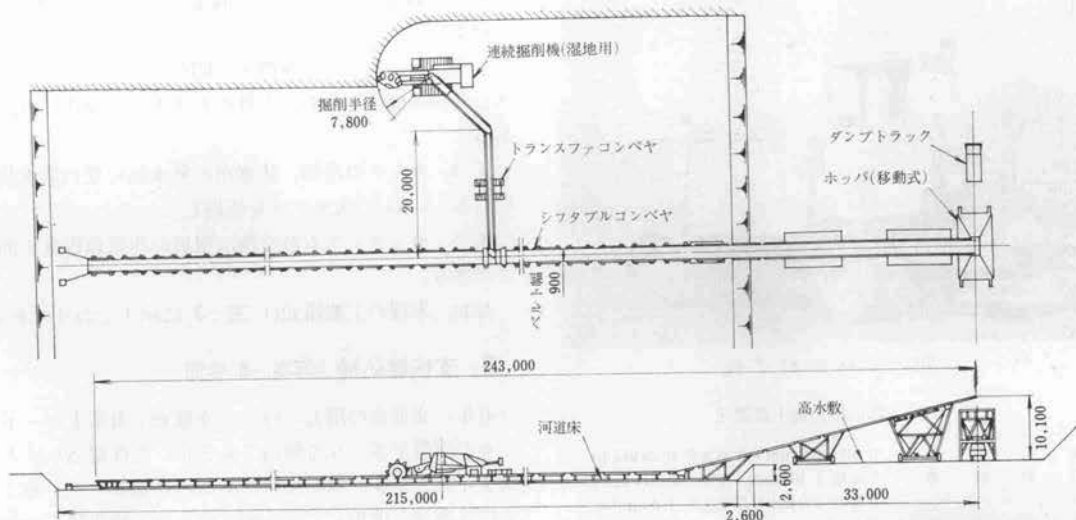 連続掘削機(湿地用)
掘削半径
7,800
トランスファコンベヤ
20,000
シフタブルコンベヤ
ベルト幅
900
ダンプトラック
ホッパ(移動式)
243,000
高水敷
河道床
10,100
2,600
215,000
33,000
2,600